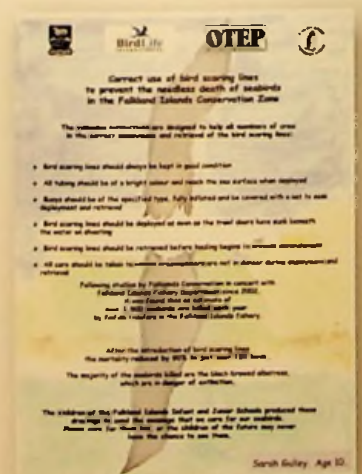 BirdLife
INTERNATIONAL
OTEP
Correct use of bird scaring lines
to prevent the needless death of seabirds
in the Falkland Islands Conservation Zone
The are designed to help all members of crew
in the and retrieval of the bird scaring lines:
Bird scaring lines should always be kept in good condition
All tubing should be of a bright colour and reach the sea surface when deployed
Buoys should be of the specified type, fully inflated and be covered with a net to
deployment and retrieval
Bird scaring lines should be deployed as soon as the trawl doors have sunk beneath
the water on shooting
Bird scaring lines should be retrieved before hauling begins to
All care should be taken to are not in danger during deployment and
retrieval
Following studies by Falklands Conservation in concert with
Falkland Islands Fishery Department since 2002,
it was found that an estimate of
over 1,500 seabirds are killed each year
by trawlers in the Falkland Islands fishery.
After the introduction of bird scaring lines
the mortality reduced by 90% to just over 150 birds
The majority of the seabirds killed are the black-browed albatross,
which are in danger of extinction.
The children of the Falkland Islands Infant and Junior Schools produced these
drawings to send the message that we care for our seabirds.
Please care for them too, or the children of the future may never
have the chance to see them.
Sarah Guiley. Age 10.